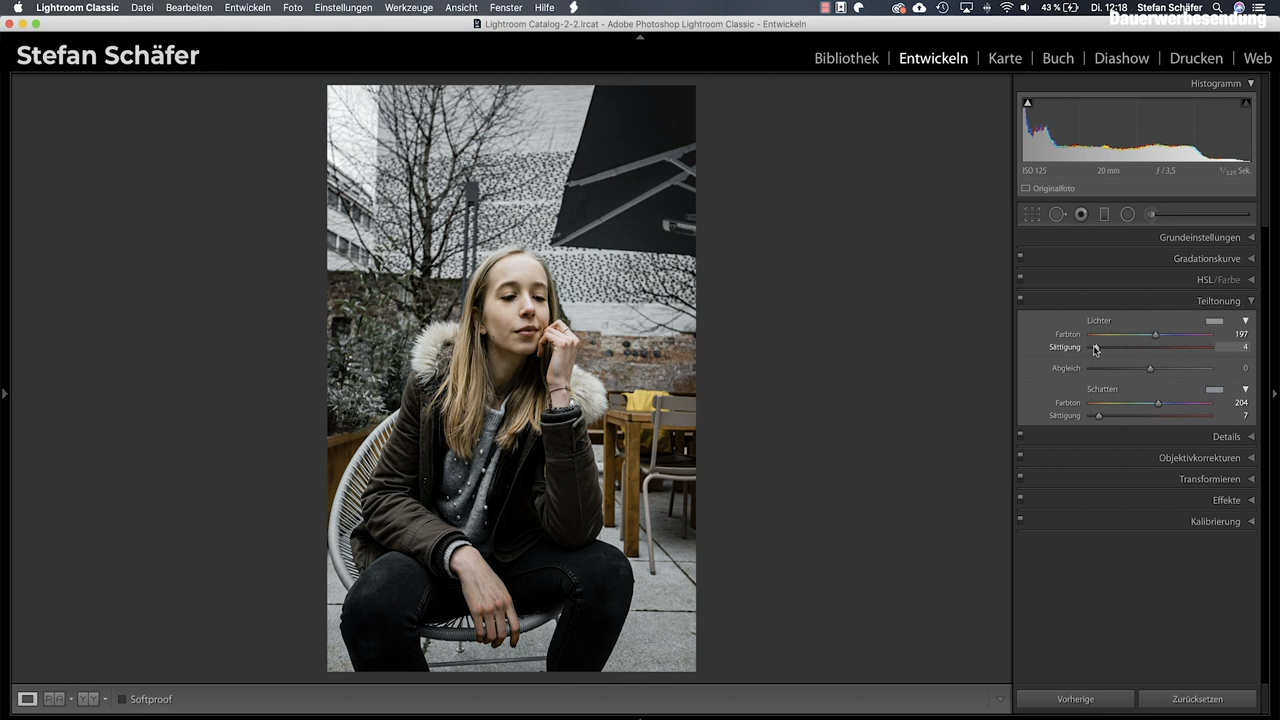 Lightroom Classic Datei Bearbeiten Entwickeln Foto Einstellungen Werkzeuge Ansicht Fenster Hilfe 43 % Di. 12:18 Stefan Schäfer
Dauerwerbesendung
Lightroom Catalog-2-2.lrcat - Adobe Photoshop Lightroom Classic - Entwickeln
Stefan Schäfer
Bibliothek | Entwickeln | Karte | Buch | Diashow | Drucken | Web
Histogramm
ISO 125 20 mm ƒ / 3,5 1/125 Sek.
Originalfoto
Grundeinstellungen
Gradationskurve
HSL / Farbe
Teiltonung
Lichter
Farbton 197
Sättigung 4
Abgleich 0
Schatten
Farbton 204
Sättigung 7
Details
Objektivkorrekturen
Transformieren
Effekte
Kalibrierung
R A Y Y Softproof
Vorherige Zurücksetzen